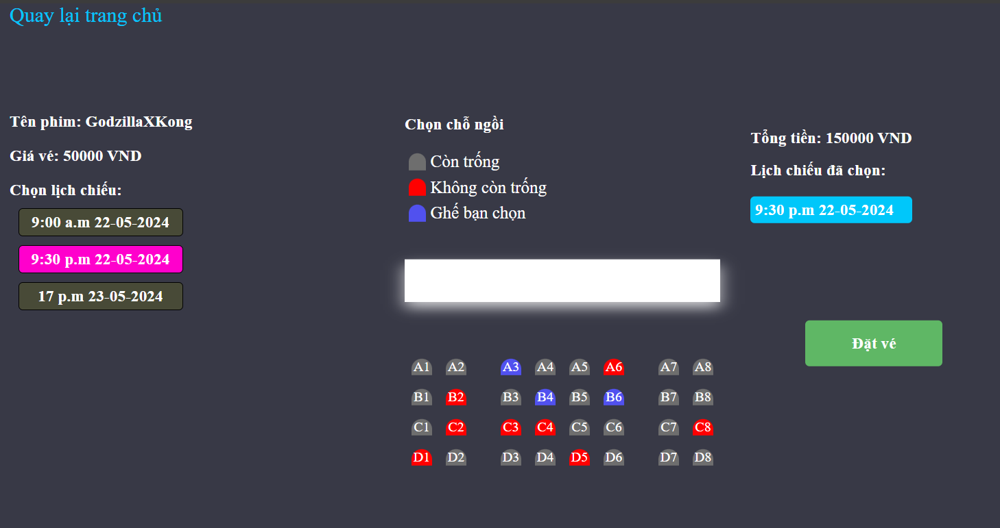 Quay lại trang chủ
Tên phim: GodzillaXKong
Giá vé: 50000 VND
Chọn lịch chiếu:
9:00 a.m 22-05-2024
9:30 p.m 22-05-2024
17 p.m 23-05-2024
Chọn chỗ ngồi
Còn trống
Không còn trống
Ghế bạn chọn
A1 A2 A3 A4 A5 A6 A7 A8
B1 B2 B3 B4 B5 B6 B7 B8
C1 C2 C3 C4 C5 C6 C7 C8
D1 D2 D3 D4 D5 D6 D7 D8
Tổng tiền: 150000 VND
Lịch chiếu đã chọn:
9:30 p.m 22-05-2024
Đặt vé